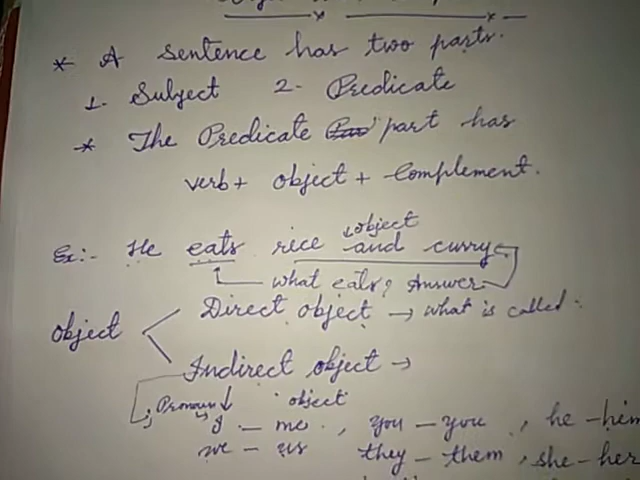 * A sentence has two parts.
1. Subject 2. Predicate
* The Predicate part has
verb + object + Complement.
object
Ex:- He eats rice and curry
what eats? Answer
Direct object → what is called
object
Indirect object →
Pronoun object
I - me, you - you, he - him
we - us they - them, she - her